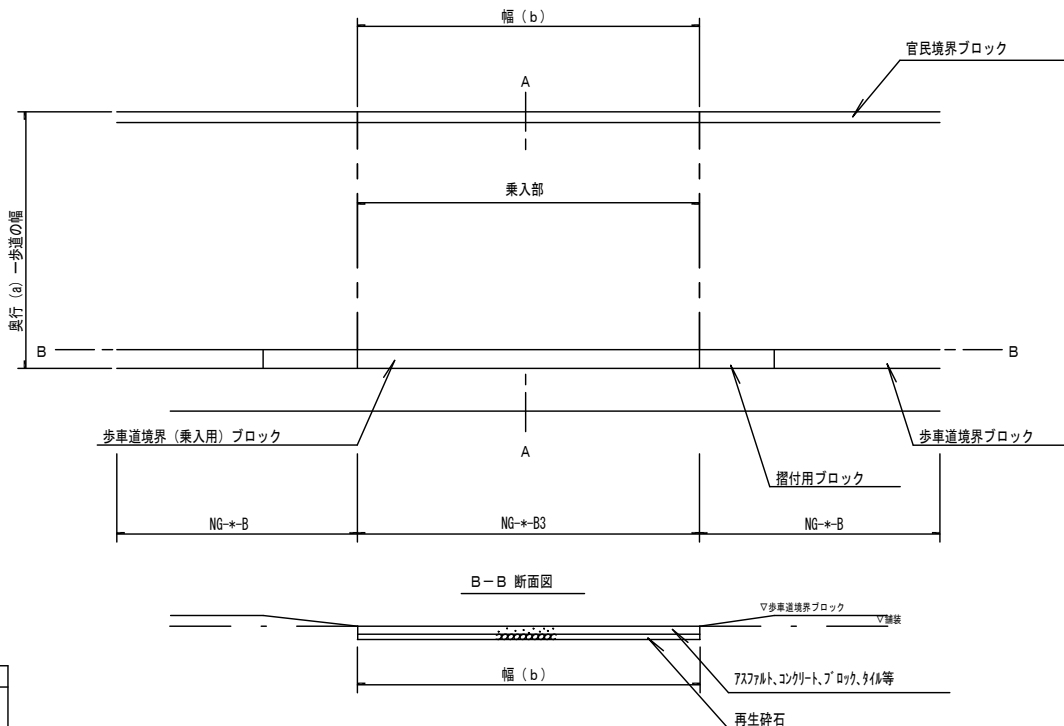 幅（b）
官民境界ブロック
A
乗入部
奥行（a）ー歩道の幅
B
B
歩車道境界（乗入用）ブロック
A
歩車道境界ブロック
摺付用ブロック
NG-*-B
NG-*-B3
NG-*-B
B－B 断面図
▽歩車道境界ブロック
▽舗装
幅（b）
ｱｽﾌｧﾙﾄ、ｺﾝｸﾘｰﾄ、ﾌﾞﾛｯｸ、ﾀｲﾙ等
再生砕石